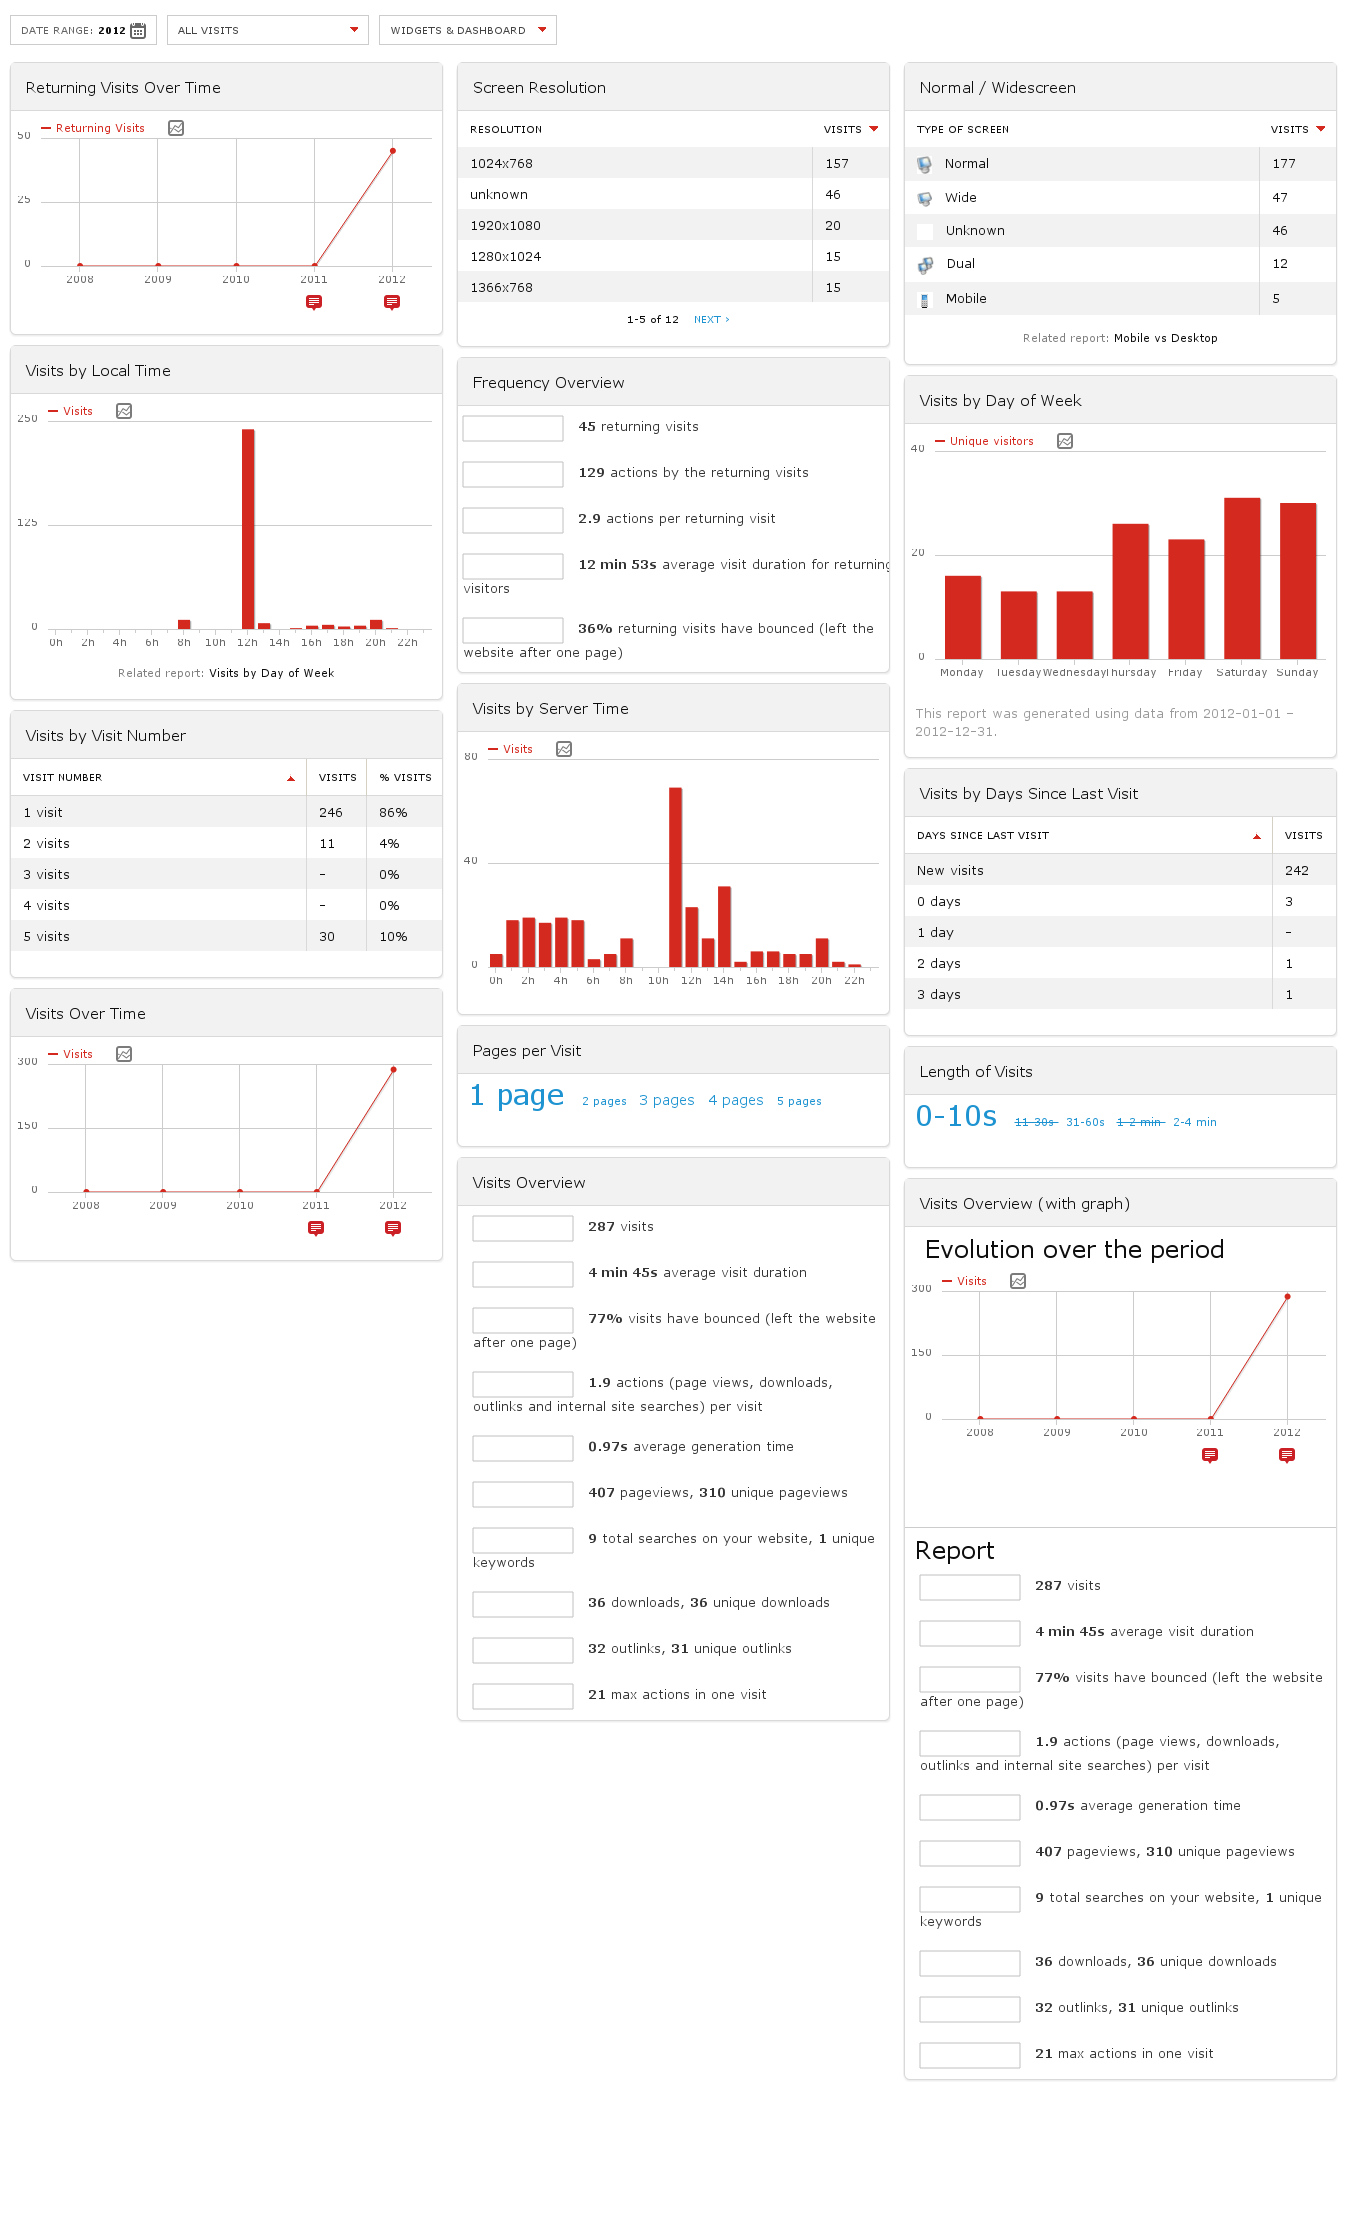 DATE RANGE: 2012
ALL VISITS
WIDGETS & DASHBOARD
Returning Visits Over Time
Returning Visits
50
25
0
2008 2009 2010 2011 2012
Visits by Local Time
Visits
250
125
0
0h 2h 4h 6h 8h 10h 12h 14h 16h 18h 20h 22h
Related report: Visits by Day of Week
Visits by Visit Number
VISIT NUMBER VISITS % VISITS
1 visit 246 86%
2 visits 11 4%
3 visits - 0%
4 visits - 0%
5 visits 30 10%
Visits Over Time
Visits
300
150
0
2008 2009 2010 2011 2012
Screen Resolution
RESOLUTION VISITS
1024x768 157
unknown 46
1920x1080 20
1280x1024 15
1366x768 15
1-5 of 12 NEXT ›
Frequency Overview
45 returning visits
129 actions by the returning visits
2.9 actions per returning visit
12 min 53s average visit duration for returning
visitors
36% returning visits have bounced (left the
website after one page)
Visits by Server Time
Visits
80
40
0
0h 2h 4h 6h 8h 10h 12h 14h 16h 18h 20h 22h
Pages per Visit
1 page 2 pages 3 pages 4 pages 5 pages
Visits Overview
287 visits
4 min 45s average visit duration
77% visits have bounced (left the website
after one page)
1.9 actions (page views, downloads,
outlinks and internal site searches) per visit
0.97s average generation time
407 pageviews, 310 unique pageviews
9 total searches on your website, 1 unique
keywords
36 downloads, 36 unique downloads
32 outlinks, 31 unique outlinks
21 max actions in one visit
Normal / Widescreen
TYPE OF SCREEN VISITS
Normal 177
Wide 47
Unknown 46
Dual 12
Mobile 5
Related report: Mobile vs Desktop
Visits by Day of Week
Unique visitors
40
20
0
Monday Tuesday Wednesday Thursday Friday Saturday Sunday
This report was generated using data from 2012-01-01 –
2012-12-31.
Visits by Days Since Last Visit
DAYS SINCE LAST VISIT VISITS
New visits 242
0 days 3
1 day -
2 days 1
3 days 1
Length of Visits
0-10s 11-30s 31-60s 1-2 min 2-4 min
Visits Overview (with graph)
Evolution over the period
Visits
300
150
0
2008 2009 2010 2011 2012
Report
287 visits
4 min 45s average visit duration
77% visits have bounced (left the website
after one page)
1.9 actions (page views, downloads,
outlinks and internal site searches) per visit
0.97s average generation time
407 pageviews, 310 unique pageviews
9 total searches on your website, 1 unique
keywords
36 downloads, 36 unique downloads
32 outlinks, 31 unique outlinks
21 max actions in one visit